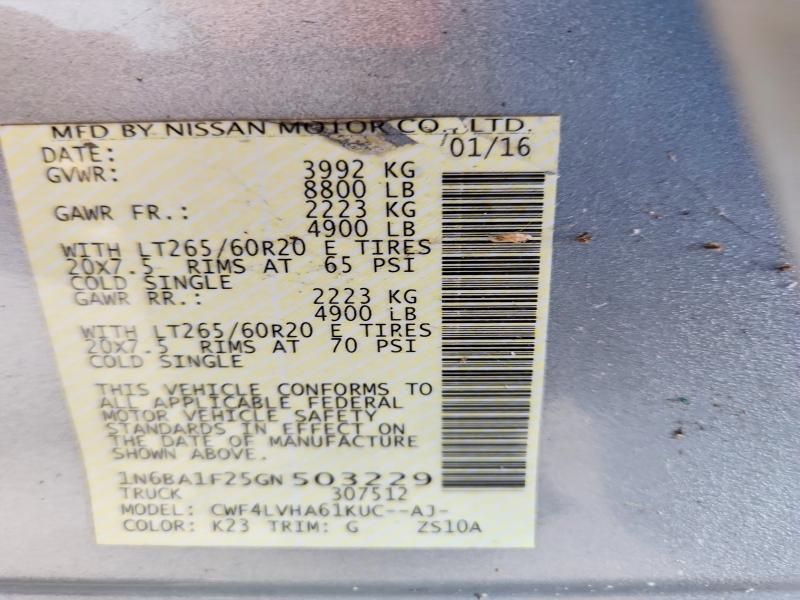 MFD BY NISSAN MOTOR CO., LTD.
DATE: 01/16
GVWR: 3992 KG
8800 LB
GAWR FR.: 2223 KG
4900 LB
WITH LT265/60R20 E TIRES
20X7.5 RIMS AT 65 PSI
COLD SINGLE
GAWR RR.: 2223 KG
4900 LB
WITH LT265/60R20 E TIRES
20X7.5 RIMS AT 70 PSI
COLD SINGLE
THIS VEHICLE CONFORMS TO
ALL APPLICABLE FEDERAL
MOTOR VEHICLE SAFETY
STANDARDS IN EFFECT ON
THE DATE OF MANUFACTURE
SHOWN ABOVE.
1N6BA1F25GN503229
TRUCK 307512
MODEL: CWF4LVHA61KUC--AJ-
COLOR: K23 TRIM: G ZS10A